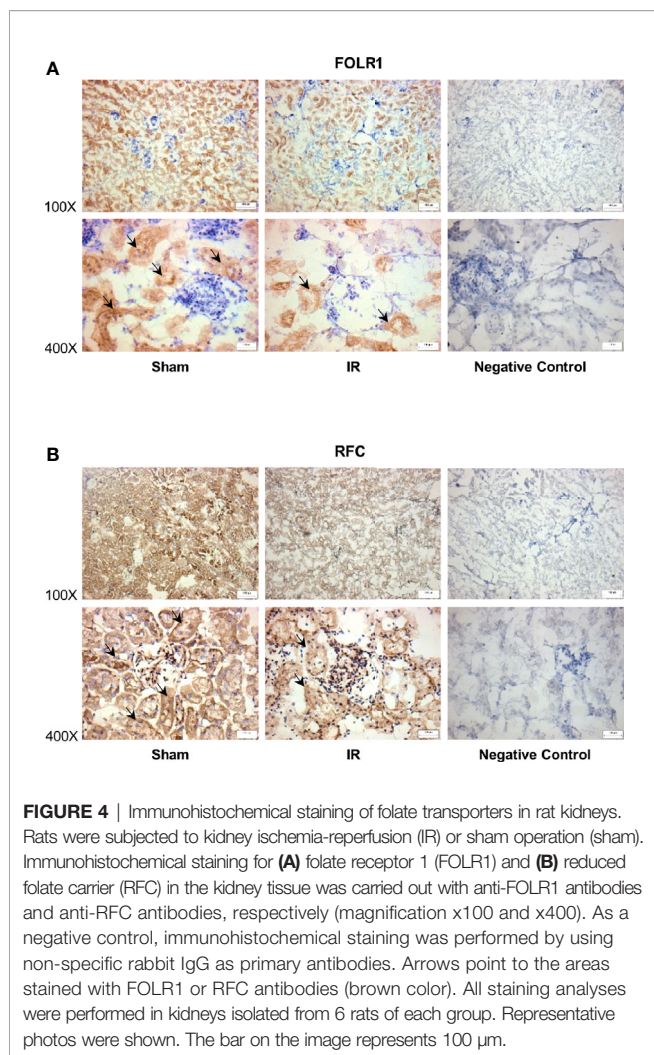 A
FOLR1
100X
400X
Sham IR Negative Control
B
RFC
100X
400X
Sham IR Negative Control
FIGURE 4 | Immunohistochemical staining of folate transporters in rat kidneys.
Rats were subjected to kidney ischemia-reperfusion (IR) or sham operation (sham).
Immunohistochemical staining for (A) folate receptor 1 (FOLR1) and (B) reduced
folate carrier (RFC) in the kidney tissue was carried out with anti-FOLR1 antibodies
and anti-RFC antibodies, respectively (magnification x100 and x400). As a
negative control, immunohistochemical staining was performed by using
non-specific rabbit IgG as primary antibodies. Arrows point to the areas
stained with FOLR1 or RFC antibodies (brown color). All staining analyses
were performed in kidneys isolated from 6 rats of each group. Representative
photos were shown. The bar on the image represents 100 µm.